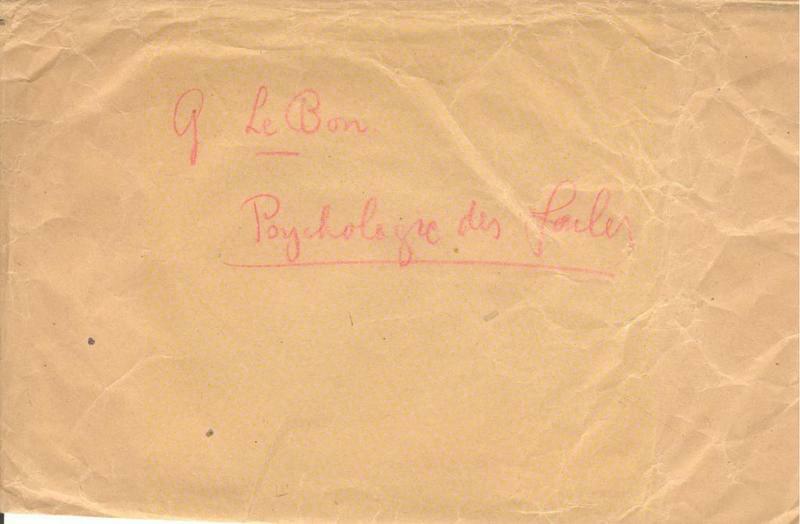 G Le Bon.
Psychologie des foules